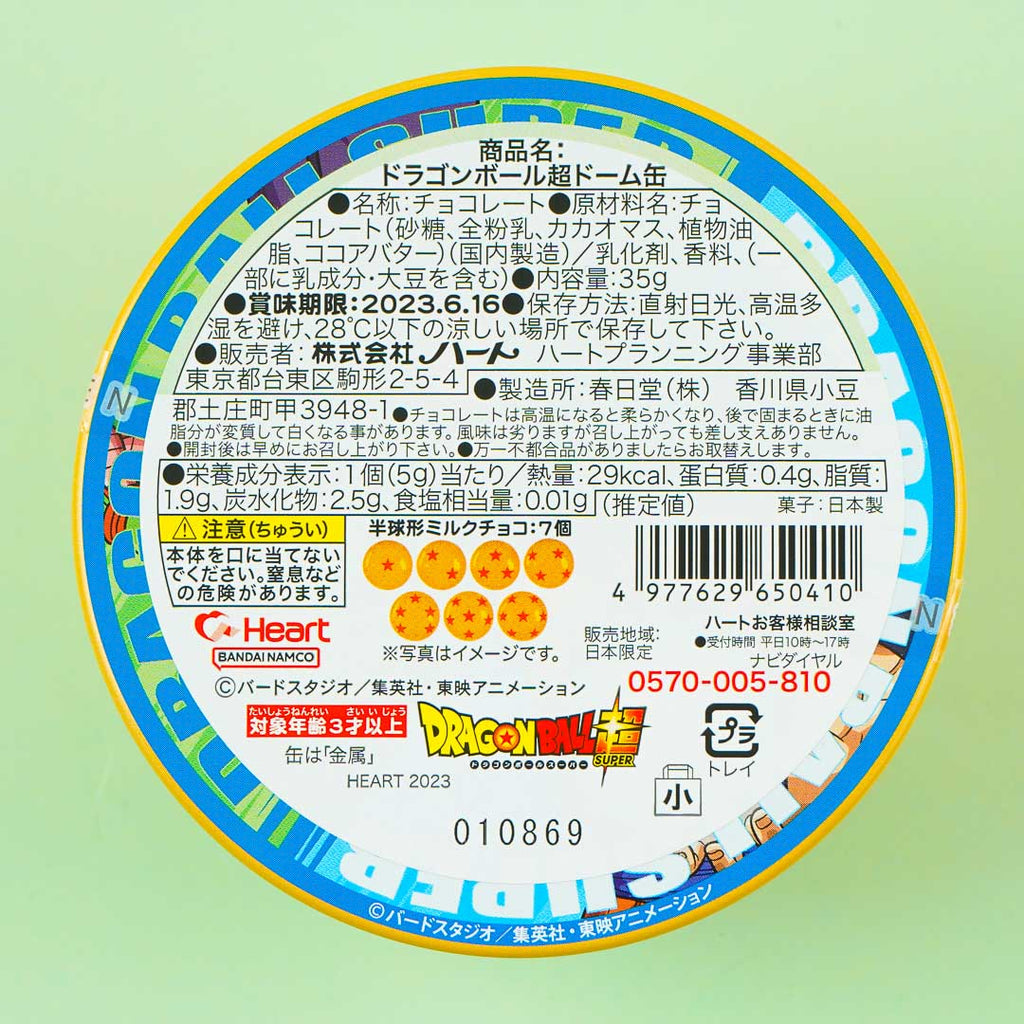 商品名:
ドラゴンボール超ドーム缶
●名称:チョコレート●原材料名:チョ
コレート(砂糖、全粉乳、カカオマス、植物油
脂、ココアバター)(国内製造)/乳化剤、香料、(一
部に乳成分・大豆を含む)●内容量:35g
●賞味期限:2023.6.16●保存方法:直射日光、高温多
湿を避け、28℃以下の涼しい場所で保存して下さい。
●販売者:株式会社ハート ハートプランニング事業部
東京都台東区駒形2-5-4
●製造所:春日堂(株) 香川県小豆
郡土庄町甲3948-1
●チョコレートは高温になると柔らかくなり、後で固まるときに油
脂分が変質して白くなる事があります。風味は劣りますが召し上がっても差し支えありません。
●開封後は早めにお召し上がり下さい。●万一不都合品がありましたらお取替えします。
●栄養成分表示:1個(5g)当たり/熱量:29kcal、蛋白質:0.4g、脂質:
1.9g、炭水化物:2.5g、食塩相当量:0.01g (推定値)
菓子:日本製
注意(ちゅうい)
本体を口に当てない
でください。窒息など
の危険があります。
半球形ミルクチョコ:7個
※写真はイメージです。
4 977629 650410
Heart
BANDAI NAMCO
販売地域:
日本限定
ハートお客様相談室
●受付時間 平日10時〜17時
ナビダイヤル
0570-005-810
©バードスタジオ/集英社・東映アニメーション
たいしょうねんれい さい いじょう
対象年齢3才以上
缶は「金属」
HEART 2023
DRAGON BALL超
ドラゴンボールスーパー
SUPER
プラ
トレイ
小
010869
©バードスタジオ/集英社・東映アニメーション
DRAGON BALL SUPER
DRAGON BALL SUPER
N
N